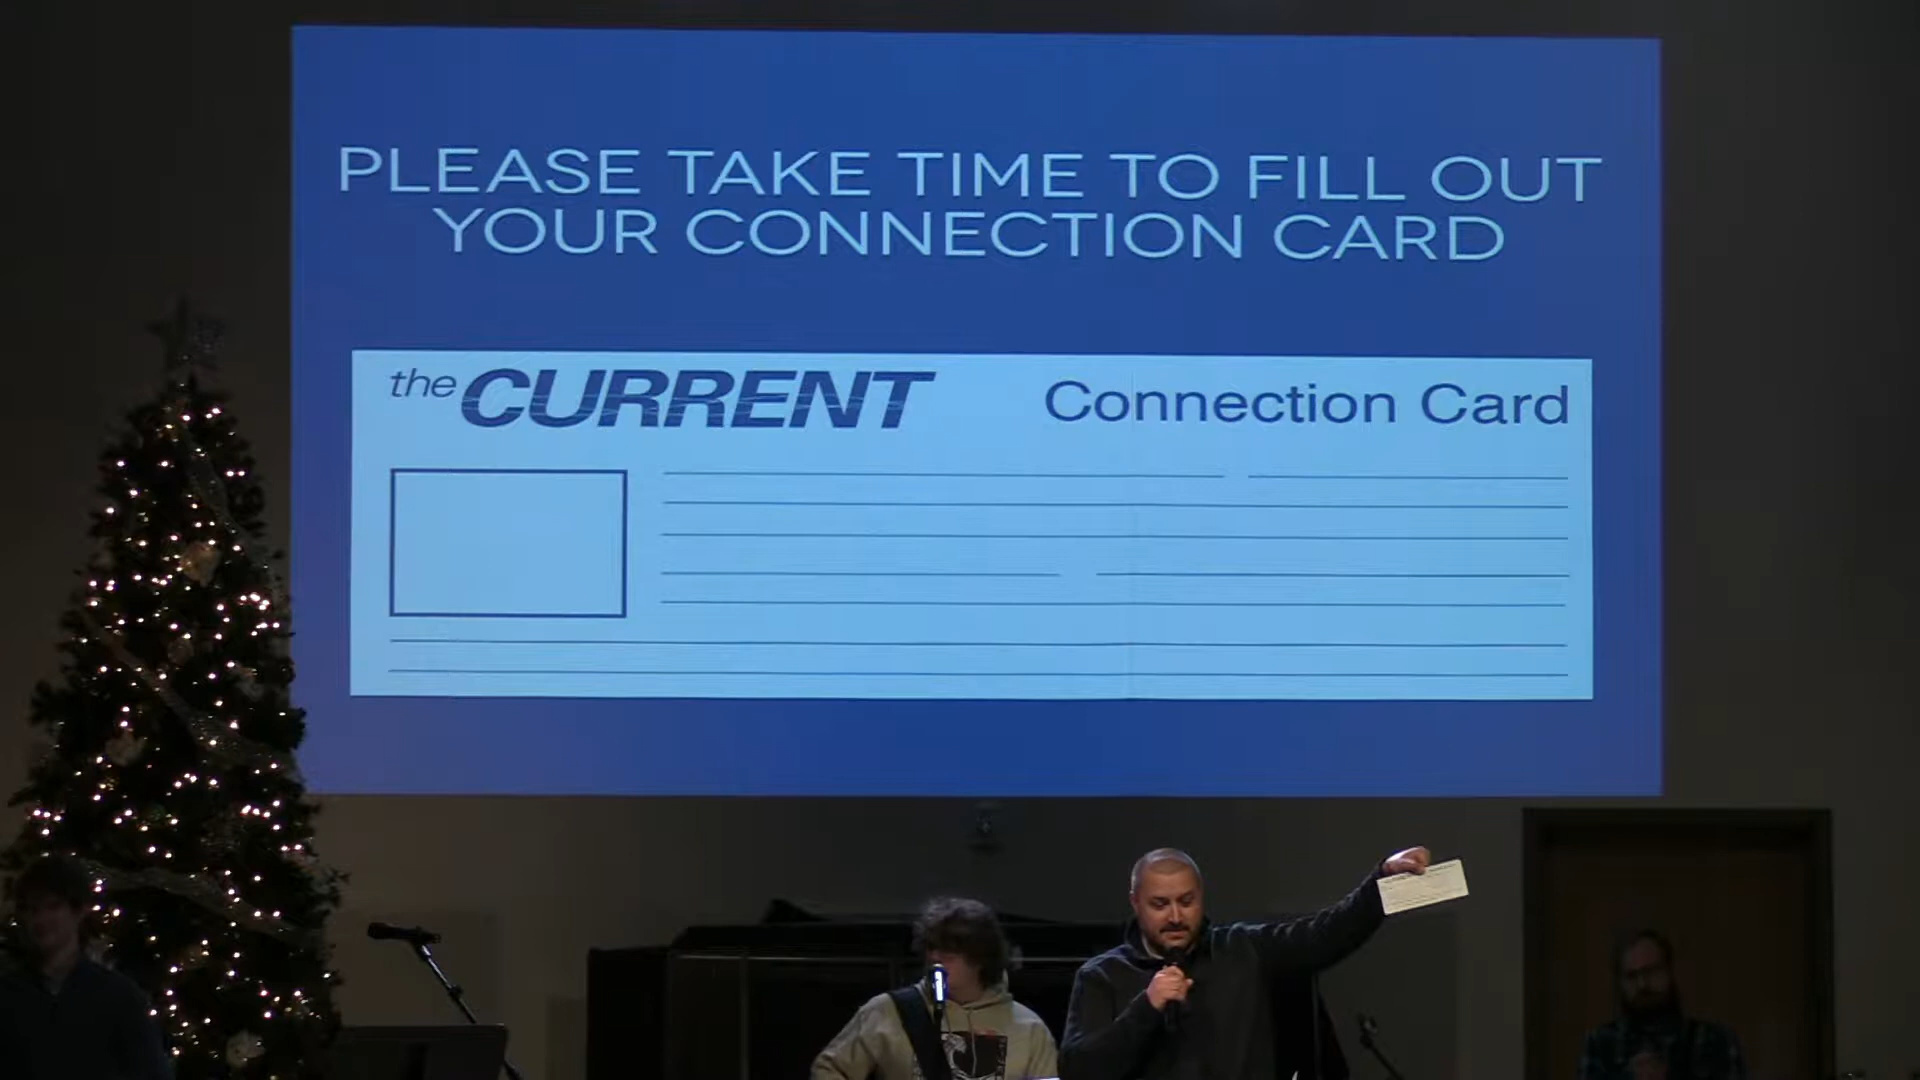 PLEASE TAKE TIME TO FILL OUT
YOUR CONNECTION CARD
the CURRENT
Connection Card